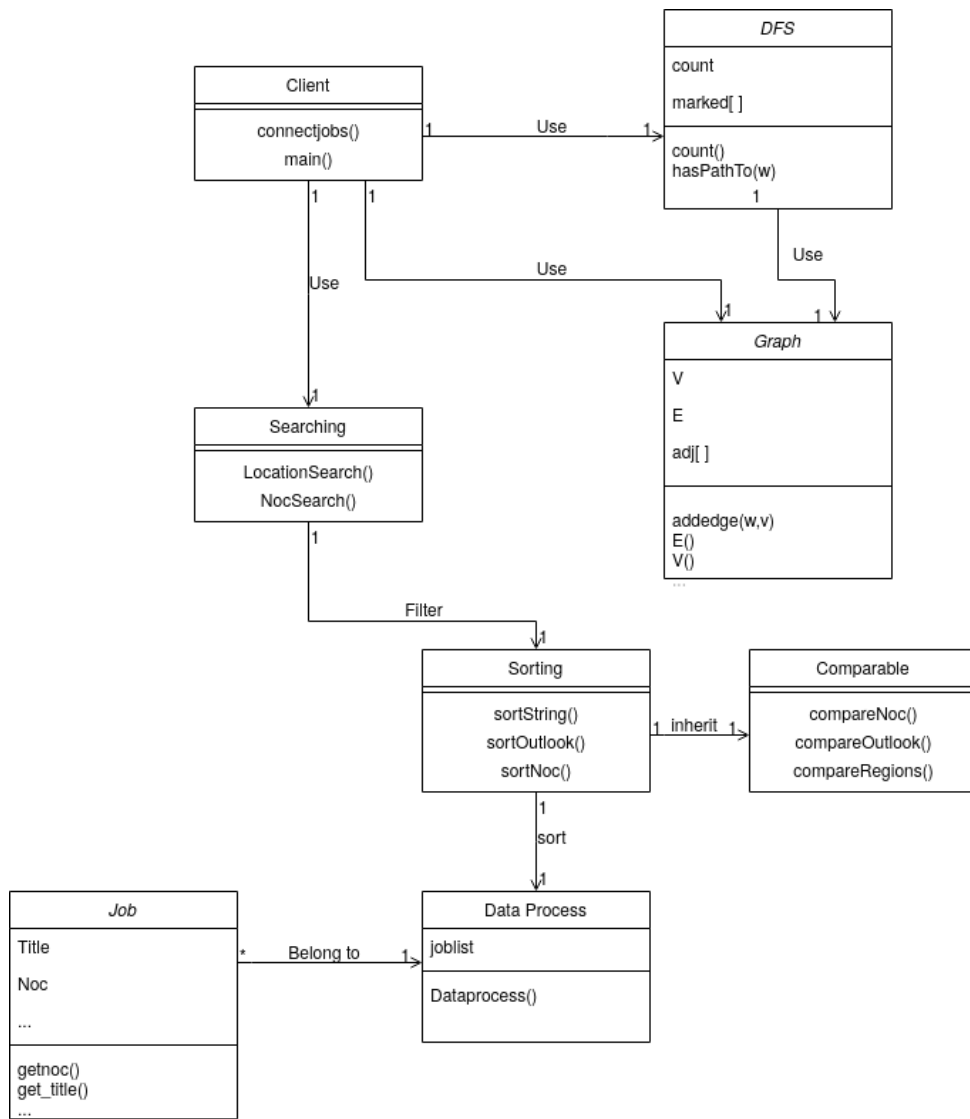 DFS
count
marked[ ]
count()
hasPathTo(w)
1
Client
connectjobs()
main()
1
Use
1
1
1
Use
Use
Use
1
1
1
Graph
V
E
adj[ ]
addedge(w,v)
E()
V()
...
Searching
LocationSearch()
NocSearch()
1
Filter
1
Sorting
sortString()
sortOutlook()
sortNoc()
1
inherit
1
Comparable
compareNoc()
compareOutlook()
compareRegions()
1
sort
1
Job
Title
Noc
...
getnoc()
get_title()
...
*
Belong to
1
Data Process
joblist
Dataprocess()